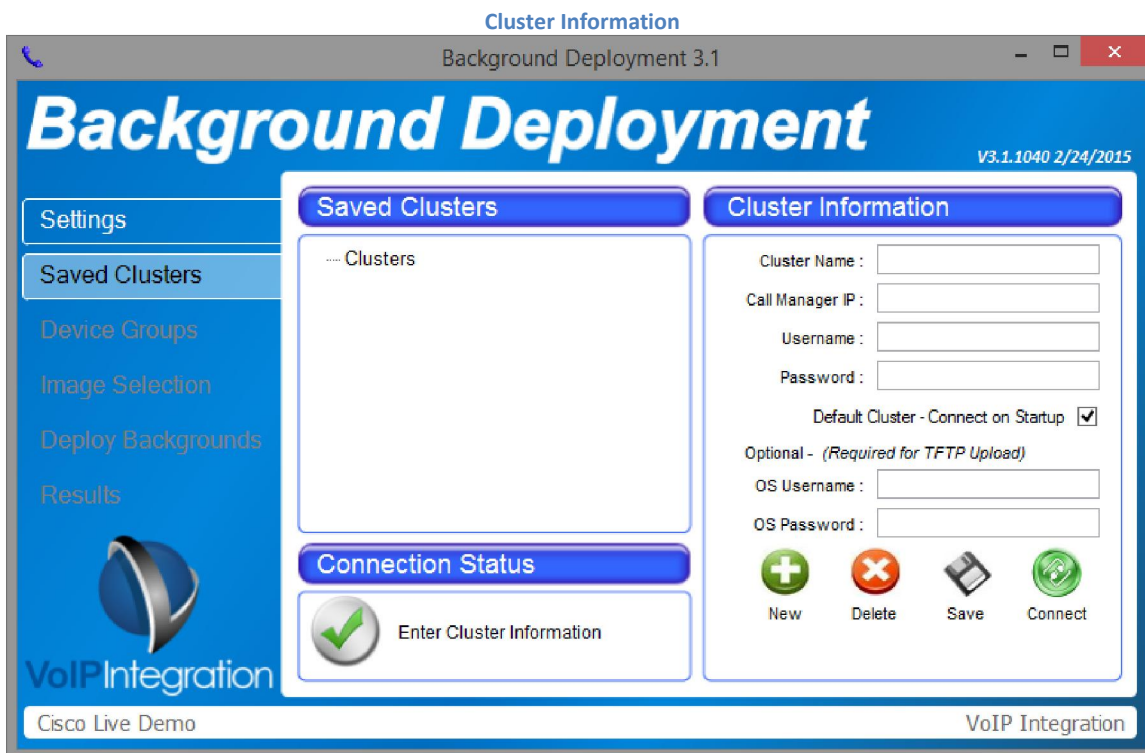 Cluster Information
Background Deployment 3.1
Background Deployment
V3.1.1040 2/24/2015
Settings
Saved Clusters
Device Groups
Image Selection
Deploy Backgrounds
Results
VoIPIntegration
Saved Clusters
Clusters
Connection Status
Enter Cluster Information
Cluster Information
Cluster Name :
Call Manager IP :
Username :
Password :
Default Cluster - Connect on Startup
Optional - (Required for TFTP Upload)
OS Username :
OS Password :
New Delete Save Connect
Cisco Live Demo
VoIP Integration